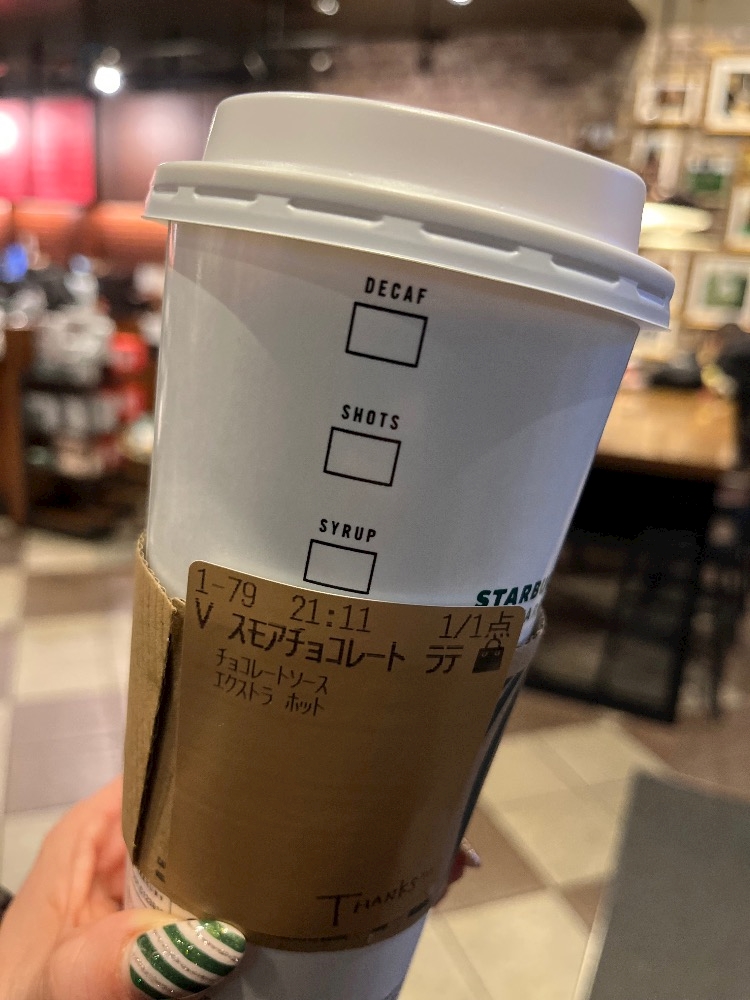 DECAF
SHOTS
SYRUP
1-79 21:11 1/1点
V スモアチョコレート ラテ
チョコレートソース
エクストラ ホット
THANKS